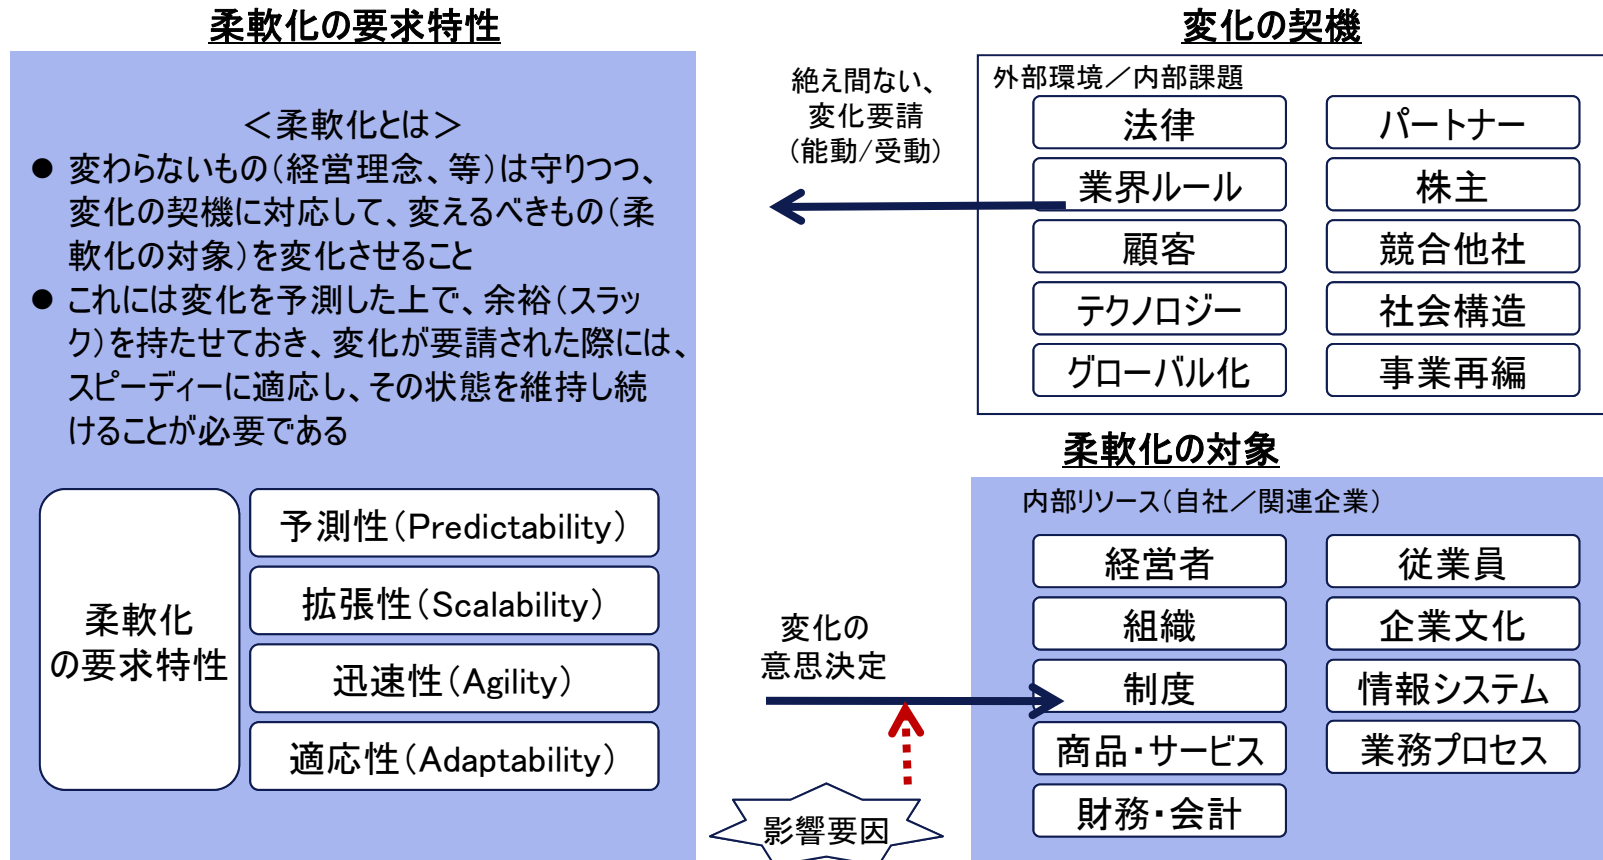 柔軟化の要求特性
＜柔軟化とは＞
● 変わらないもの（経営理念、等）は守りつつ、
変化の契機に対応して、変えるべきもの（柔
軟化の対象）を変化させること
● これには変化を予測した上で、余裕（スラッ
ク）を持たせておき、変化が要請された際には、
スピーディーに適応し、その状態を維持し続
けることが必要である
柔軟化
の要求特性
予測性（Predictability）
拡張性（Scalability）
迅速性（Agility）
適応性（Adaptability）
絶え間ない、
変化要請
（能動/受動）
変化の
意思決定
影響要因
変化の契機
外部環境／内部課題
法律
パートナー
業界ルール
株主
顧客
競合他社
テクノロジー
社会構造
グローバル化
事業再編
柔軟化の対象
内部リソース（自社／関連企業）
経営者
従業員
組織
企業文化
制度
情報システム
商品・サービス
業務プロセス
財務・会計